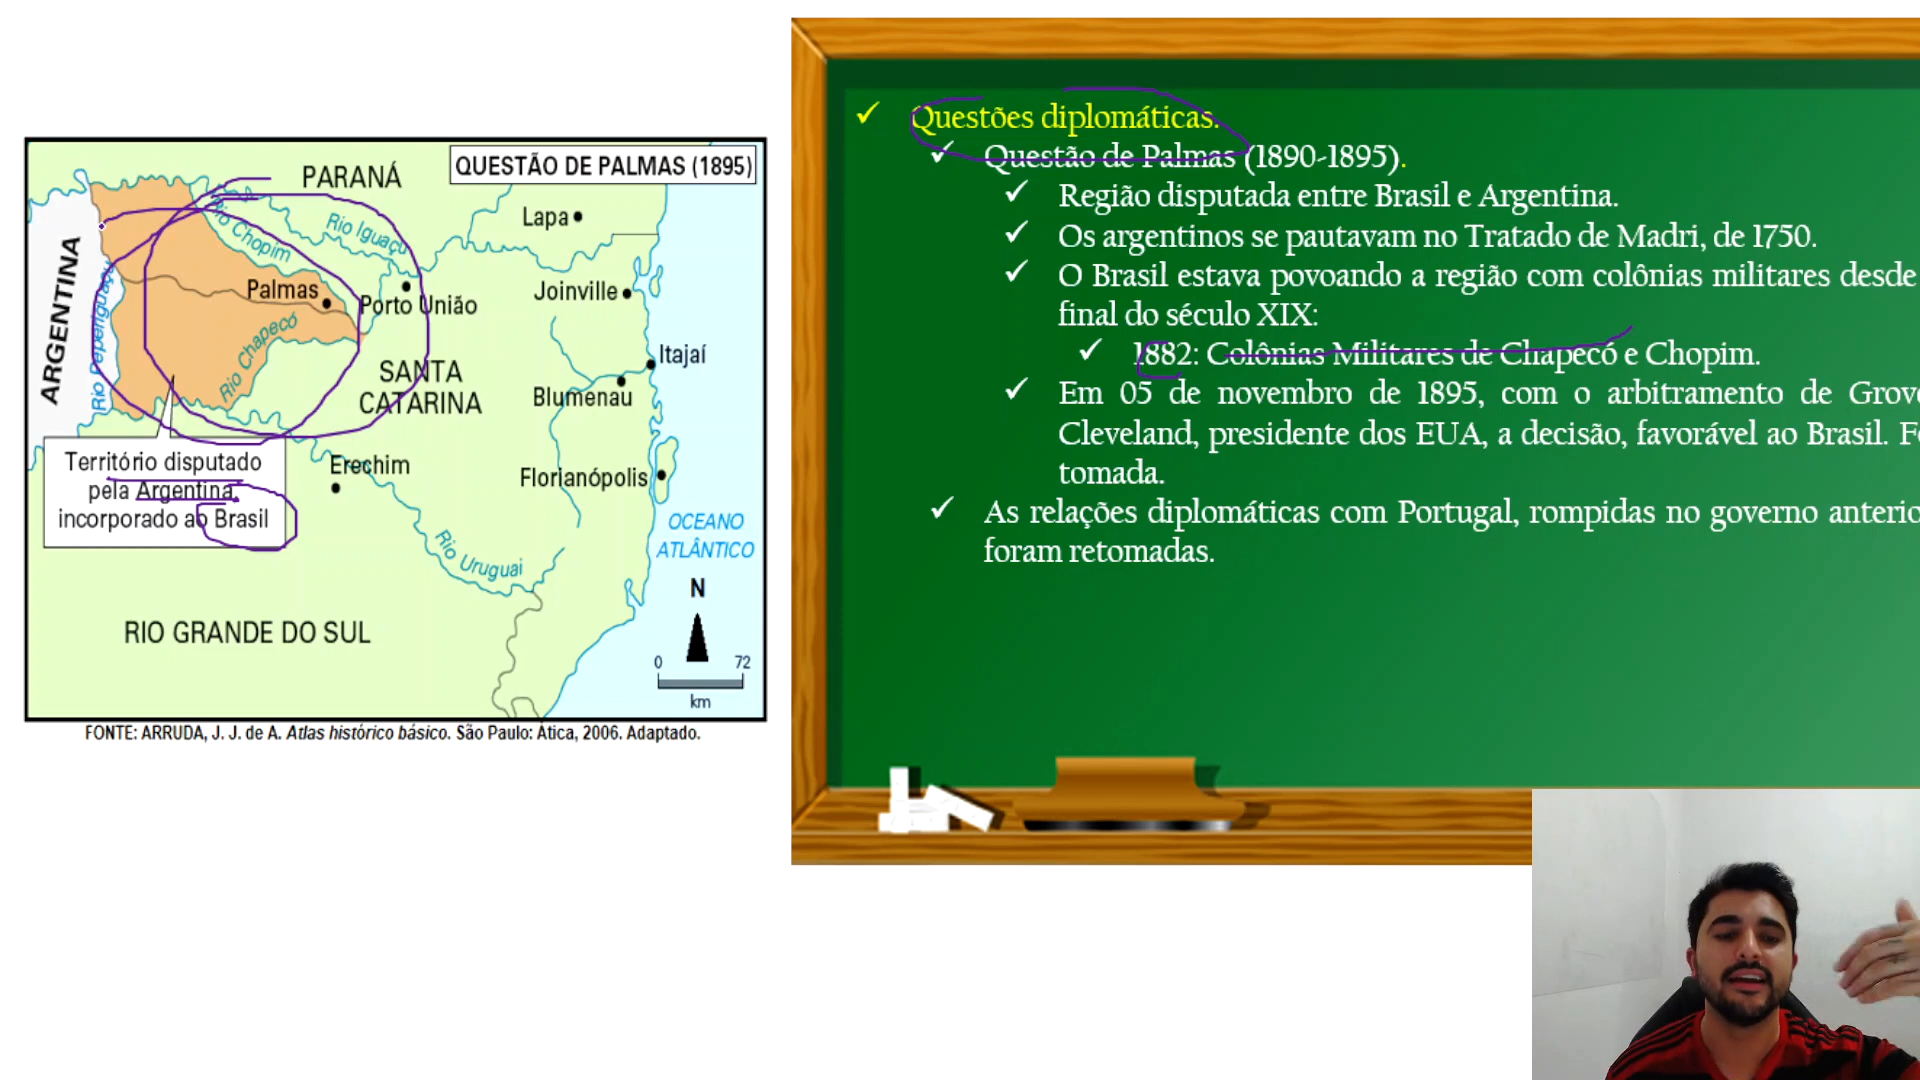 QUESTÃO DE PALMAS (1895)
PARANÁ
Lapa
Rio Iguaçu
Rio Chopim
ARGENTINA
Palmas
Porto União
Joinville
Rio Chapecó
Itajaí
SANTA
CATARINA
Blumenau
Território disputado
pela Argentina,
incorporado ao Brasil
Erechim
Florianópolis
OCEANO
ATLÂNTICO
Rio Uruguai
N
RIO GRANDE DO SUL
0 72
km
FONTE: ARRUDA, J. J. de A. Atlas histórico básico. São Paulo: Ática, 2006. Adaptado.
Questões diplomáticas.
Questão de Palmas (1890-1895).
Região disputada entre Brasil e Argentina.
Os argentinos se pautavam no Tratado de Madri, de 1750.
O Brasil estava povoando a região com colônias militares desde
final do século XIX:
1882: Colônias Militares de Chapecó e Chopim.
Em 05 de novembro de 1895, com o arbitramento de
Cleveland, presidente dos EUA, a decisão, favorável ao Brasil.
tomada.
As relações diplomáticas com Portugal, rompidas no governo
foram retomadas.